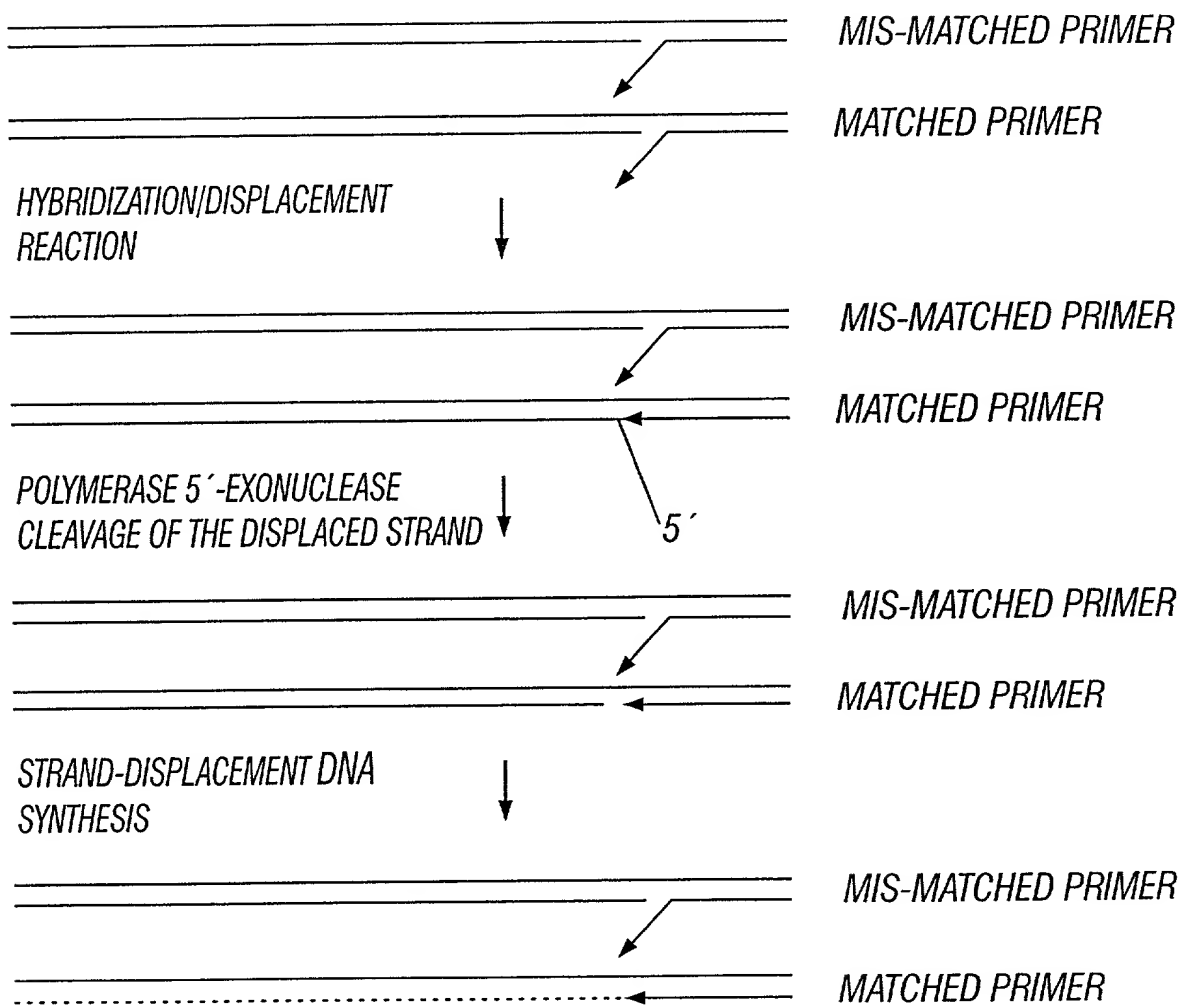 MIS-MATCHED PRIMER
MATCHED PRIMER
HYBRIDIZATION/DISPLACEMENT
REACTION
MIS-MATCHED PRIMER
MATCHED PRIMER
POLYMERASE 5´-EXONUCLEASE
CLEAVAGE OF THE DISPLACED STRAND
5´
MIS-MATCHED PRIMER
MATCHED PRIMER
STRAND-DISPLACEMENT DNA
SYNTHESIS
MIS-MATCHED PRIMER
MATCHED PRIMER